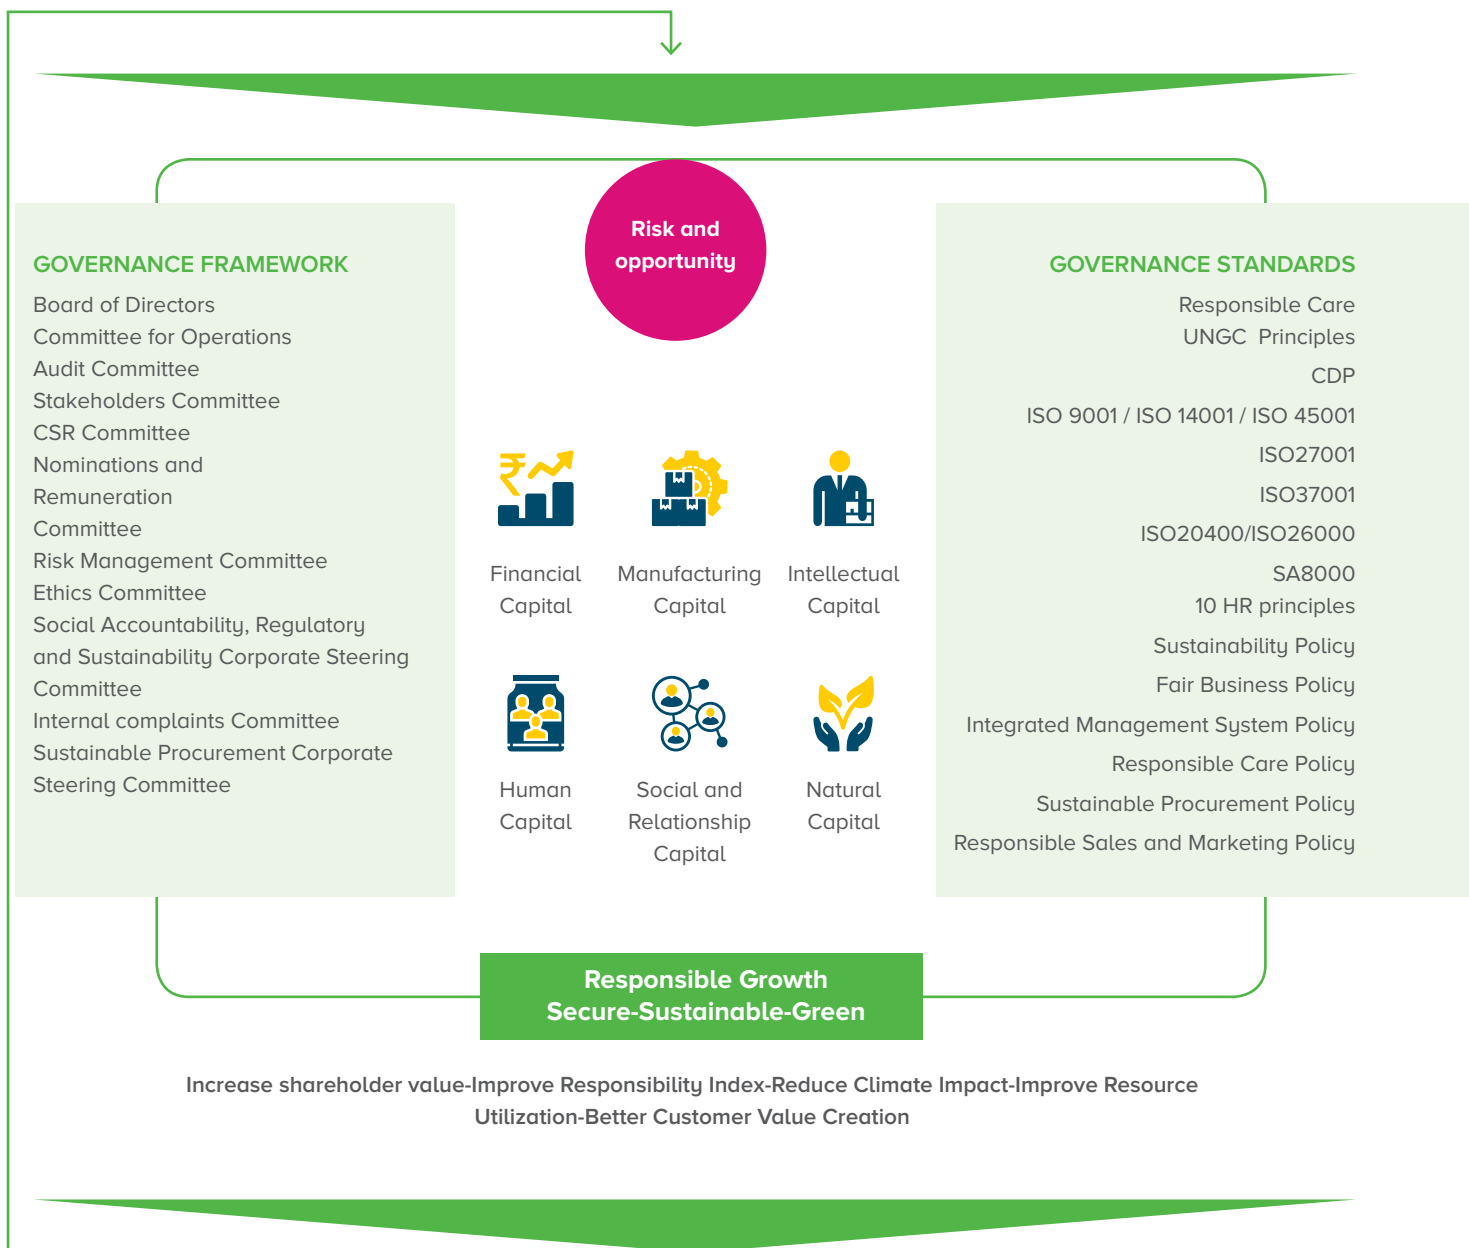 Risk and
opportunity
GOVERNANCE FRAMEWORK
Board of Directors
Committee for Operations
Audit Committee
Stakeholders Committee
CSR Committee
Nominations and
Remuneration
Committee
Risk Management Committee
Ethics Committee
Social Accountability, Regulatory
and Sustainability Corporate Steering
Committee
Internal complaints Committee
Sustainable Procurement Corporate
Steering Committee
₹
Financial
Capital
Manufacturing
Capital
Intellectual
Capital
Human
Capital
Social and
Relationship
Capital
Natural
Capital
GOVERNANCE STANDARDS
Responsible Care
UNGC  Principles
CDP
ISO 9001 / ISO 14001 / ISO 45001
ISO27001
ISO37001
ISO20400/ISO26000
SA8000
10 HR principles
Sustainability Policy
Fair Business Policy
Integrated Management System Policy
Responsible Care Policy
Sustainable Procurement Policy
Responsible Sales and Marketing Policy
Responsible Growth
Secure-Sustainable-Green
Increase shareholder value-Improve Responsibility Index-Reduce Climate Impact-Improve Resource
Utilization-Better Customer Value Creation